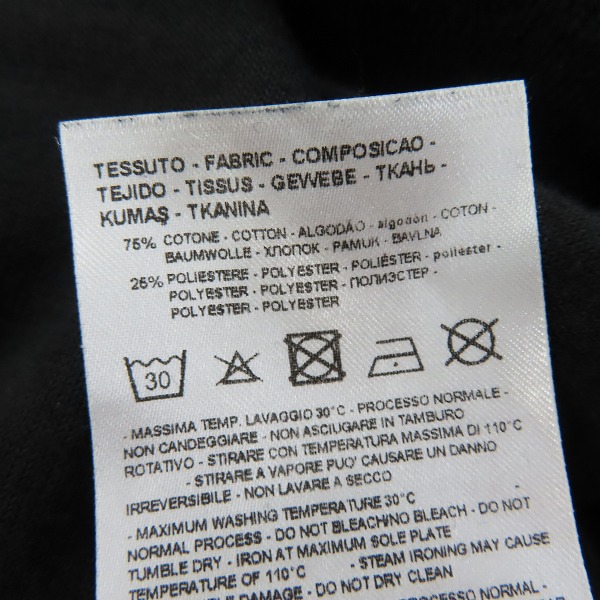 TESSUTO - FABRIC - COMPOSICAO -
TEJIDO - TISSUS - GEWEBE - ТКАНЬ -
KUMAŞ - TKANINA
75% COTONE - COTTON - ALGODÃO - algodón - COTON -
BAUMWOLLE - ХЛОПОК - PAMUK - BAVLNA
25% POLIESTERE - POLYESTER - POLIÉSTER - poliester -
POLYESTER - POLYESTER - ПОЛИЭСТЕР -
POLYESTER - POLYESTER
30
- MASSIMA TEMP. LAVAGGIO 30°C - PROCESSO NORMALE -
NON CANDEGGIARE - NON ASCIUGARE IN TAMBURO
ROTATIVO - STIRARE CON TEMPERATURA MASSIMA DI 110°C
- STIRARE A VAPORE PUO' CAUSARE UN DANNO
IRREVERSIBILE - NON LAVARE A SECCO
- MAXIMUM WASHING TEMPERATURE 30°C -
NORMAL PROCESS - DO NOT BLEACH/NO BLEACH - DO NOT
TUMBLE DRY - IRON AT MAXIMUM SOLE PLATE
TEMPERATURE OF 110°C - STEAM IRONING MAY CAUSE
DAMAGE - DO NOT DRY CLEAN
PROCESSO NORMAL -